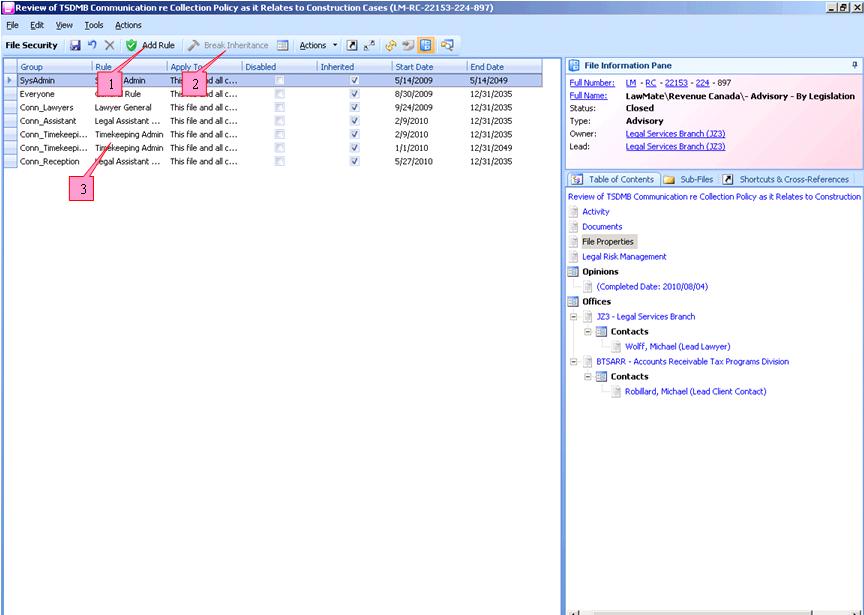 Review of TSDMB Communication re Collection Policy as it Relates to Construction Cases (LM-RC-22153-224-897)
File Edit View Tools Actions
File Security Add Rule Break Inheritance Actions
Group Rule Apply To Disabled Inherited Start Date End Date
SysAdmin Admin This file and all c... 5/14/2009 5/14/2049
Everyone Rule This file and all c... 8/30/2009 12/31/2035
Conn_Lawyers Lawyer General This file and all c... 9/24/2009 12/31/2035
Conn_Assistant Legal Assistant ... This file and all c... 2/9/2010 12/31/2035
Conn_Timekeepi... Timekeeping Admin This file and all c... 2/9/2010 12/31/2035
Conn_Timekeepi... Timekeeping Admin This file and all c... 1/1/2010 12/31/2049
Conn_Reception Legal Assistant ... This file and all c... 5/27/2010 12/31/2035
1
2
3
File Information Pane
Full Number: LM - RC - 22153 - 224 - 897
Full Name: LawMate\Revenue Canada\- Advisory - By Legislation
Status: Closed
Type: Advisory
Owner: Legal Services Branch (JZ3)
Lead: Legal Services Branch (JZ3)
Table of Contents Sub-Files Shortcuts & Cross-References
Review of TSDMB Communication re Collection Policy as it Relates to Construction
Activity
Documents
File Properties
Legal Risk Management
Opinions
(Completed Date: 2010/08/04)
Offices
JZ3 - Legal Services Branch
Contacts
Wolff, Michael (Lead Lawyer)
BTSARR - Accounts Receivable Tax Programs Division
Contacts
Robillard, Michael (Lead Client Contact)